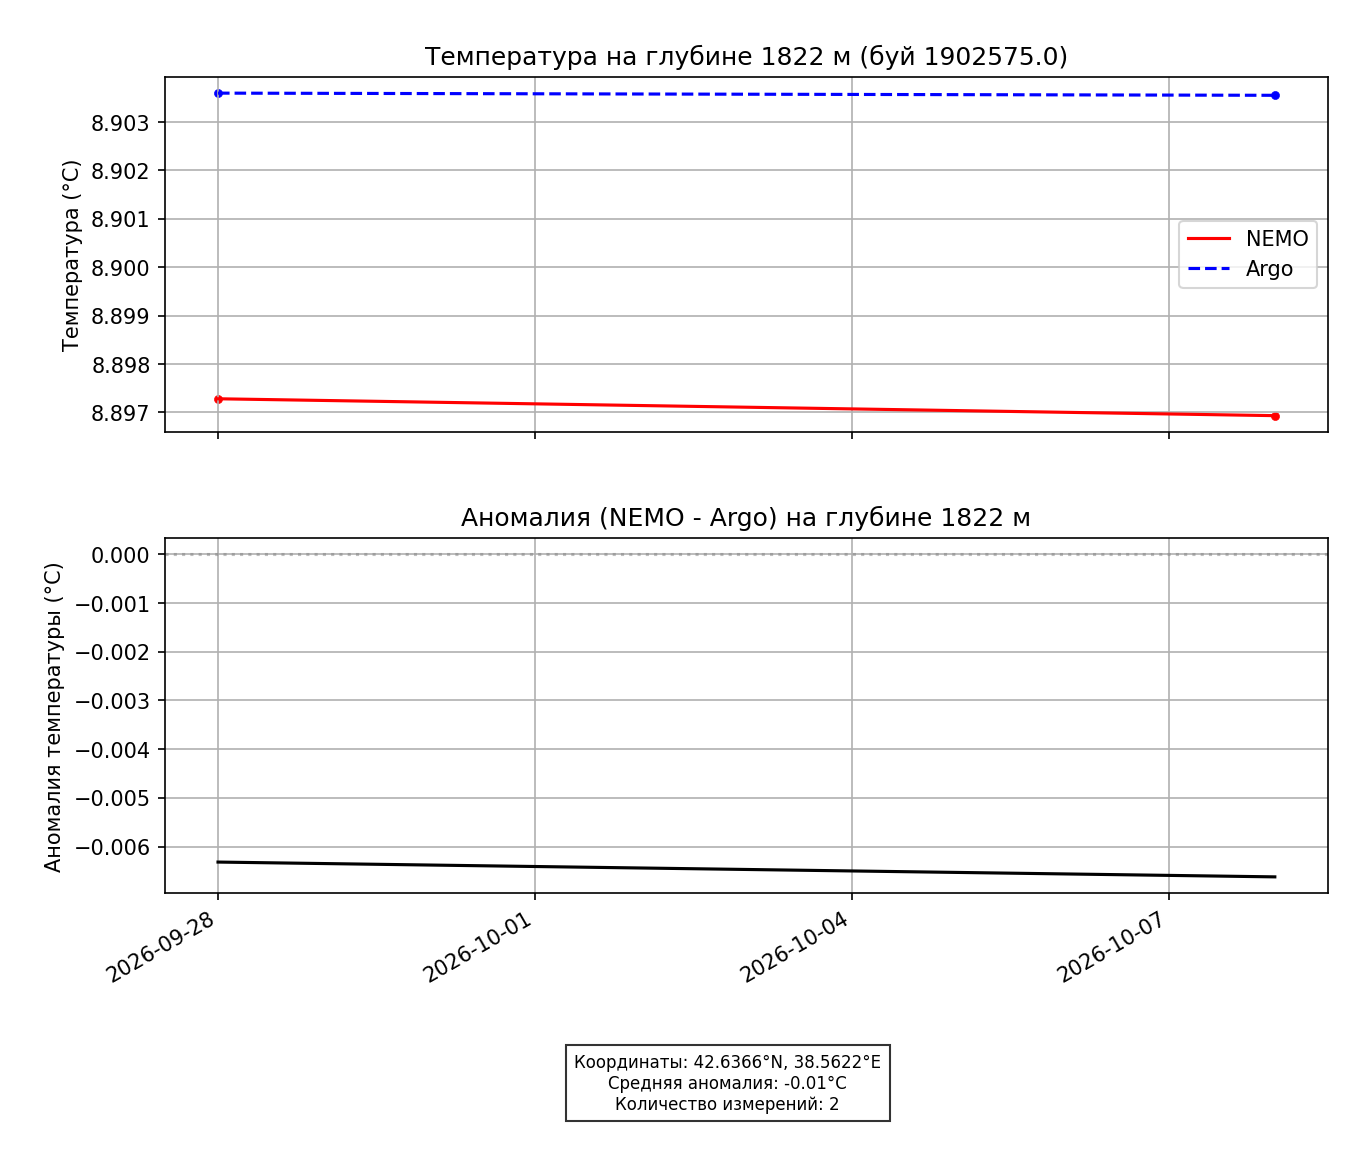 Температура на глубине 1822 м (буй 1902575.0)
Температура (°C)
8.903
8.902
8.901
8.900
8.899
8.898
8.897
NEMO
Argo
Аномалия (NEMO - Argo) на глубине 1822 м
Аномалия температуры (°C)
0.000
−0.001
−0.002
−0.003
−0.004
−0.005
−0.006
2026-09-28
2026-10-01
2026-10-04
2026-10-07
Координаты: 42.6366°N, 38.5622°E
Средняя аномалия: -0.01°C
Количество измерений: 2